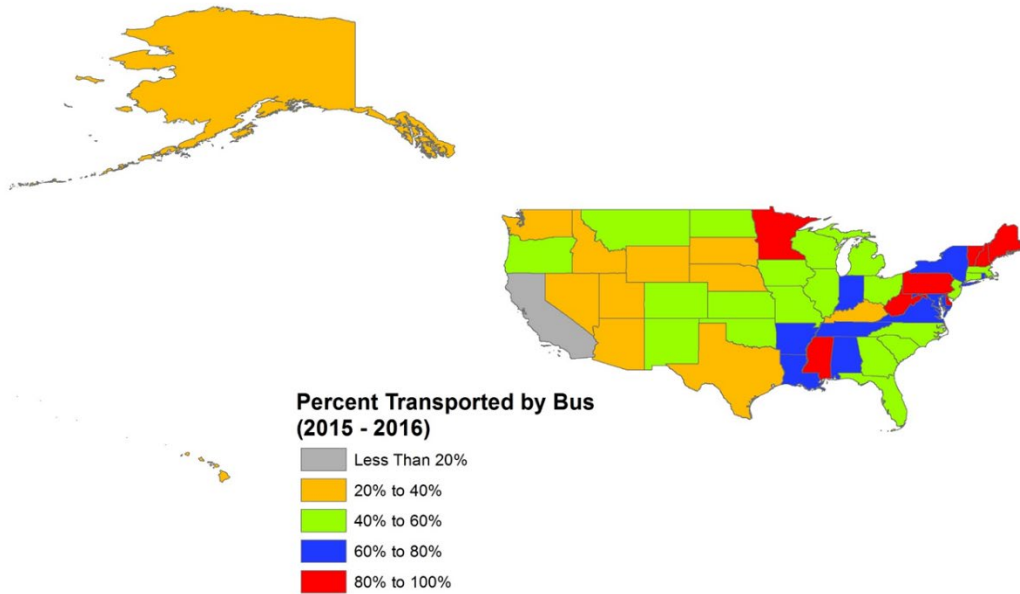 Percent Transported by Bus
(2015 - 2016)
Less Than 20%
20% to 40%
40% to 60%
60% to 80%
80% to 100%